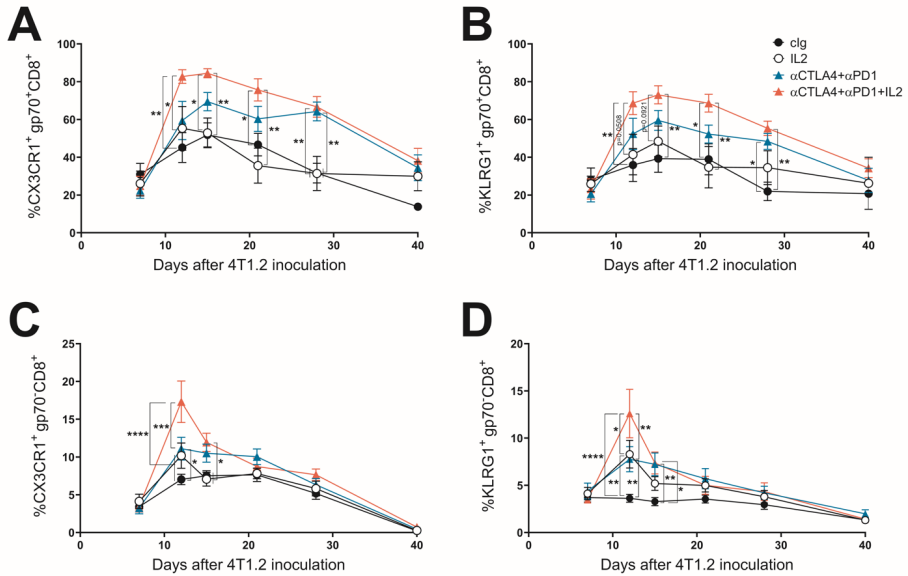 A
B
%CX3CR1+ gp70+CD8+
100
80
60
40
20
0
* * **
**
* **
** **
0 10 20 30 40
Days after 4T1.2 inoculation
%KLRG1+ gp70+CD8+
100
80
60
40
20
0
cIg
IL2
αCTLA4+αPD1
αCTLA4+αPD1+IL2
** p=0.0508 p=0.0921 **
* **
* **
0 10 20 30 40
Days after 4T1.2 inoculation
C
D
%CX3CR1+ gp70-CD8+
25
20
15
10
5
0
**** ***
* *
0 10 20 30 40
Days after 4T1.2 inoculation
%KLRG1+ gp70-CD8+
20
15
10
5
0
* **
****
** ** ** *
0 10 20 30 40
Days after 4T1.2 inoculation